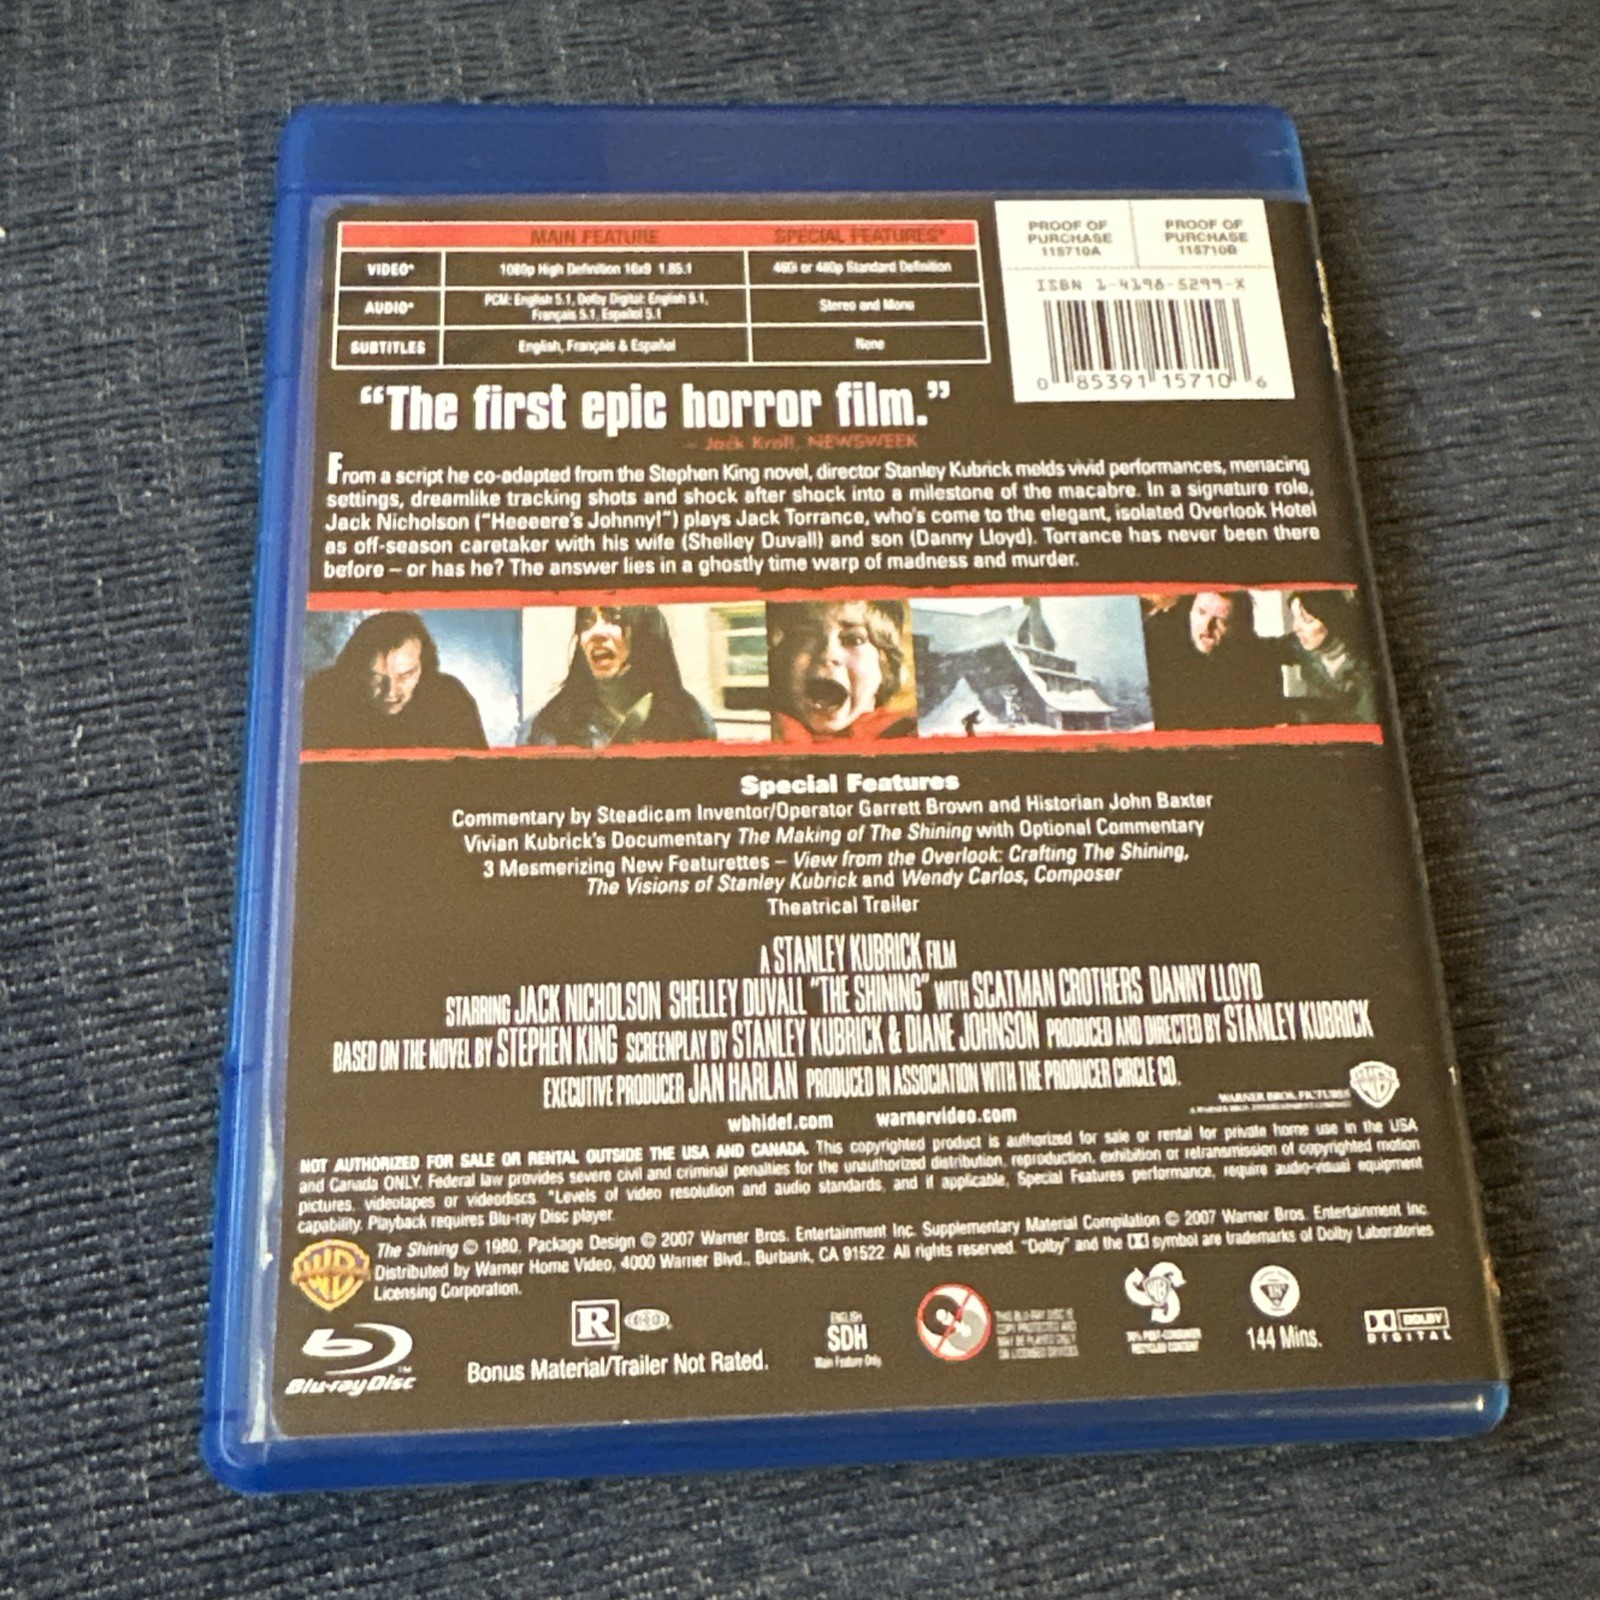 MAIN FEATURE SPECIAL FEATURES*
VIDEO* 1080p High Definition 16x9 1.85:1 480i or 480p Standard Definition
AUDIO* PCM: English 5.1, Dolby Digital: English 5.1, Français 5.1, Español 5.1 Stereo and Mono
SUBTITLES English, Français & Español None
PROOF OF PURCHASE 115710A
PROOF OF PURCHASE 115710B
ISBN 1-4198-5299-X
0 85391 15710 6
“The first epic horror film.”
– Jack Kroll, NEWSWEEK
From a script he co-adapted from the Stephen King novel, director Stanley Kubrick melds vivid performances, menacing
settings, dreamlike tracking shots and shock after shock into a milestone of the macabre. In a signature role,
Jack Nicholson (“Heeeere’s Johnny!”) plays Jack Torrance, who’s come to the elegant, isolated Overlook Hotel
as off-season caretaker with his wife (Shelley Duvall) and son (Danny Lloyd). Torrance has never been there
before – or has he? The answer lies in a ghostly time warp of madness and murder.
Special Features
Commentary by Steadicam Inventor/Operator Garrett Brown and Historian John Baxter
Vivian Kubrick’s Documentary The Making of The Shining with Optional Commentary
3 Mesmerizing New Featurettes – View from the Overlook: Crafting The Shining,
The Visions of Stanley Kubrick and Wendy Carlos, Composer
Theatrical Trailer
A STANLEY KUBRICK FILM
STARRING JACK NICHOLSON SHELLEY DUVALL "THE SHINING" WITH SCATMAN CROTHERS DANNY LLOYD
BASED ON THE NOVEL BY STEPHEN KING SCREENPLAY BY STANLEY KUBRICK & DIANE JOHNSON PRODUCED AND DIRECTED BY STANLEY KUBRICK
EXECUTIVE PRODUCER JAN HARLAN PRODUCED IN ASSOCIATION WITH THE PRODUCER CIRCLE CO.
WARNER BROS. PICTURES
wbhidef.com warnervideo.com
NOT AUTHORIZED FOR SALE OR RENTAL OUTSIDE THE USA AND CANADA. This copyrighted product is authorized for sale or rental for private home use in the USA
and Canada ONLY. Federal law provides severe civil and criminal penalties for the unauthorized distribution, reproduction, exhibition or retransmission of copyrighted motion
pictures, videotapes or videodiscs. *Levels of video resolution and audio standards, and if applicable, Special Features performance, require audio-visual equipment
capability. Playback requires Blu-ray Disc player.
The Shining © 1980, Package Design © 2007 Warner Bros. Entertainment Inc. Supplementary Material Compilation © 2007 Warner Bros. Entertainment Inc.
Distributed by Warner Home Video, 4000 Warner Blvd., Burbank, CA 91522. All rights reserved. "Dolby" and the symbol are trademarks of Dolby Laboratories
Licensing Corporation.
Blu-ray Disc
R
Bonus Material/Trailer Not Rated.
ENGLISH
SDH
Main Feature Only
144 Mins.
DOLBY
DIGITAL